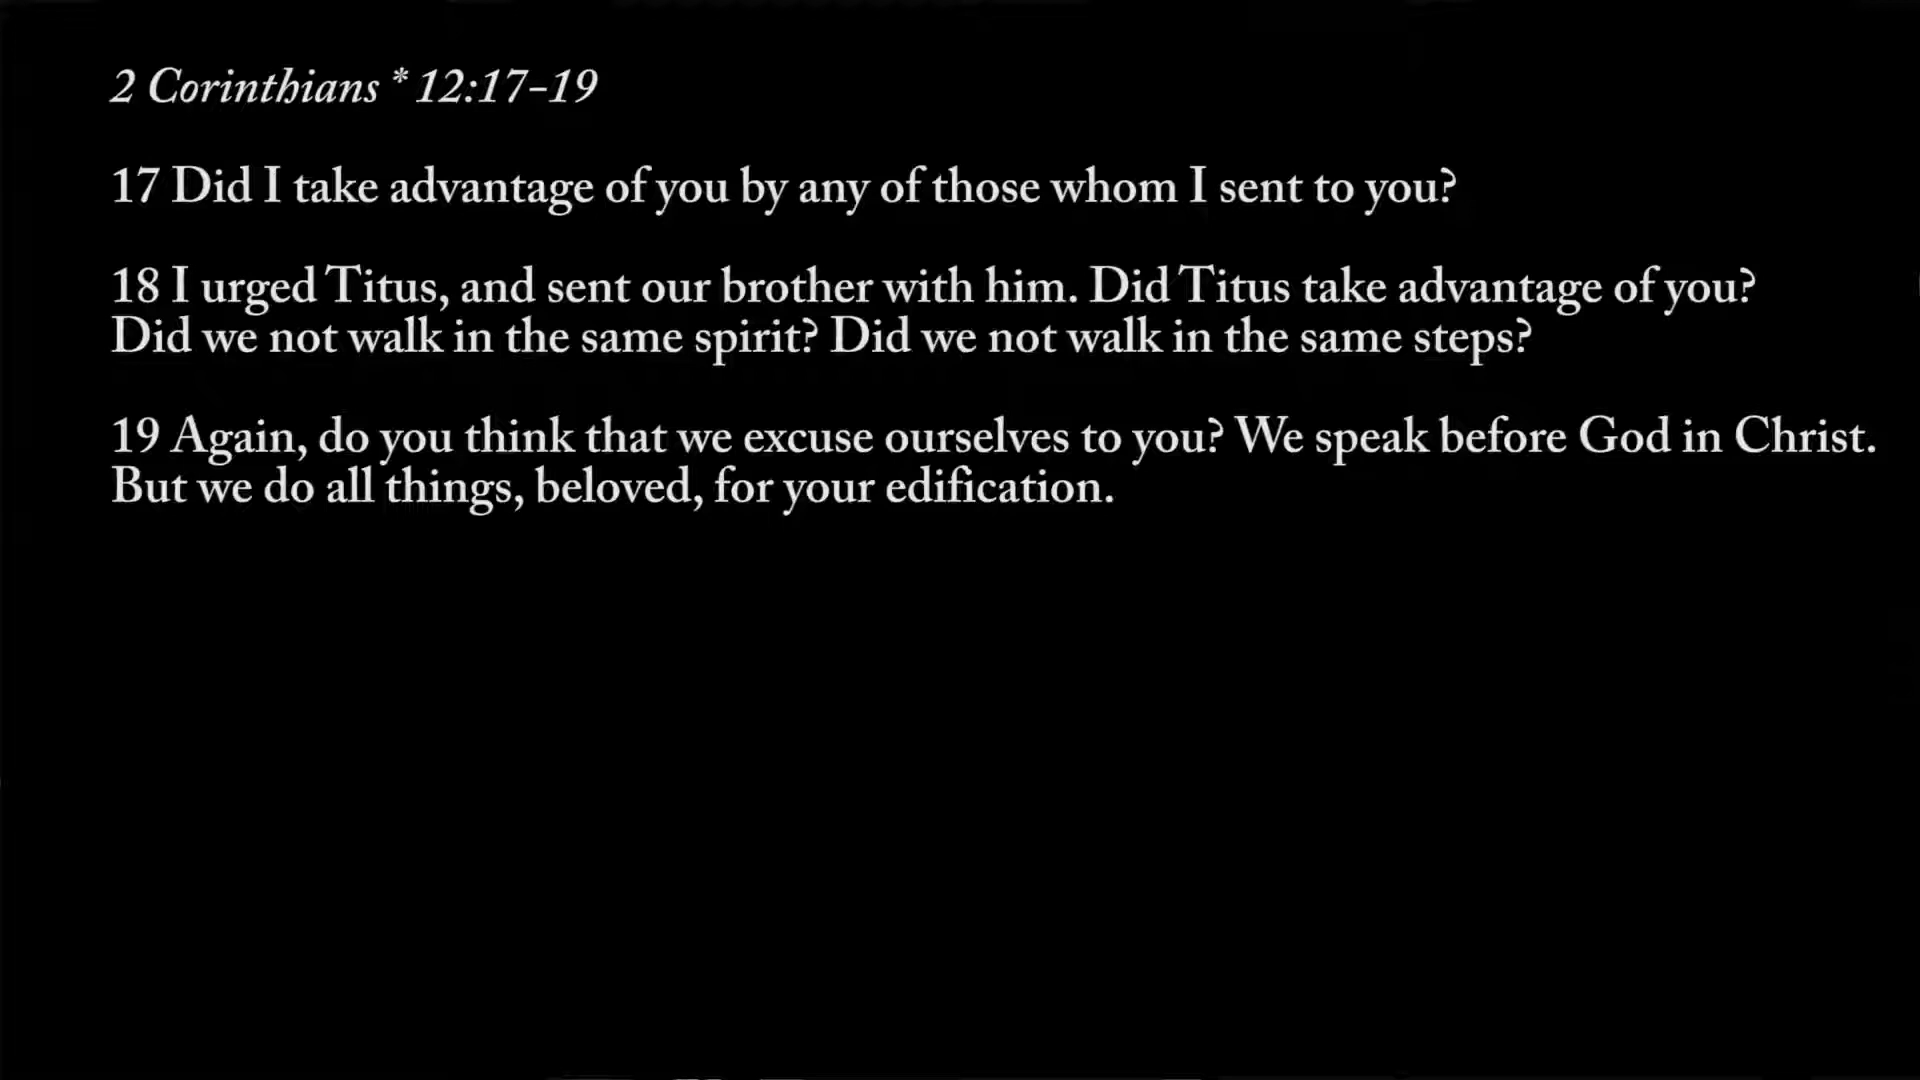 2 Corinthians * 12:17-19
17 Did I take advantage of you by any of those whom I sent to you?
18 I urged Titus, and sent our brother with him. Did Titus take advantage of you?
Did we not walk in the same spirit? Did we not walk in the same steps?
19 Again, do you think that we excuse ourselves to you? We speak before God in Christ.
But we do all things, beloved, for your edification.